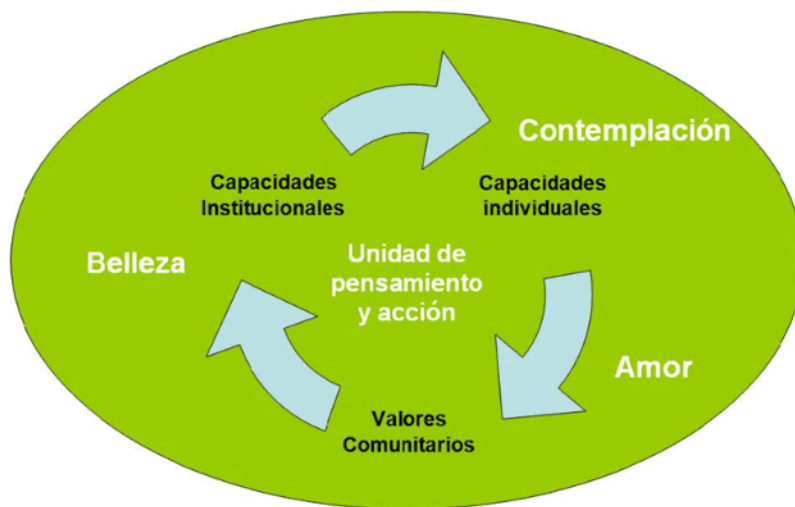 Contemplación
Capacidades
Institucionales
Capacidades
individuales
Belleza
Unidad de
pensamiento
y acción
Amor
Valores
Comunitarios